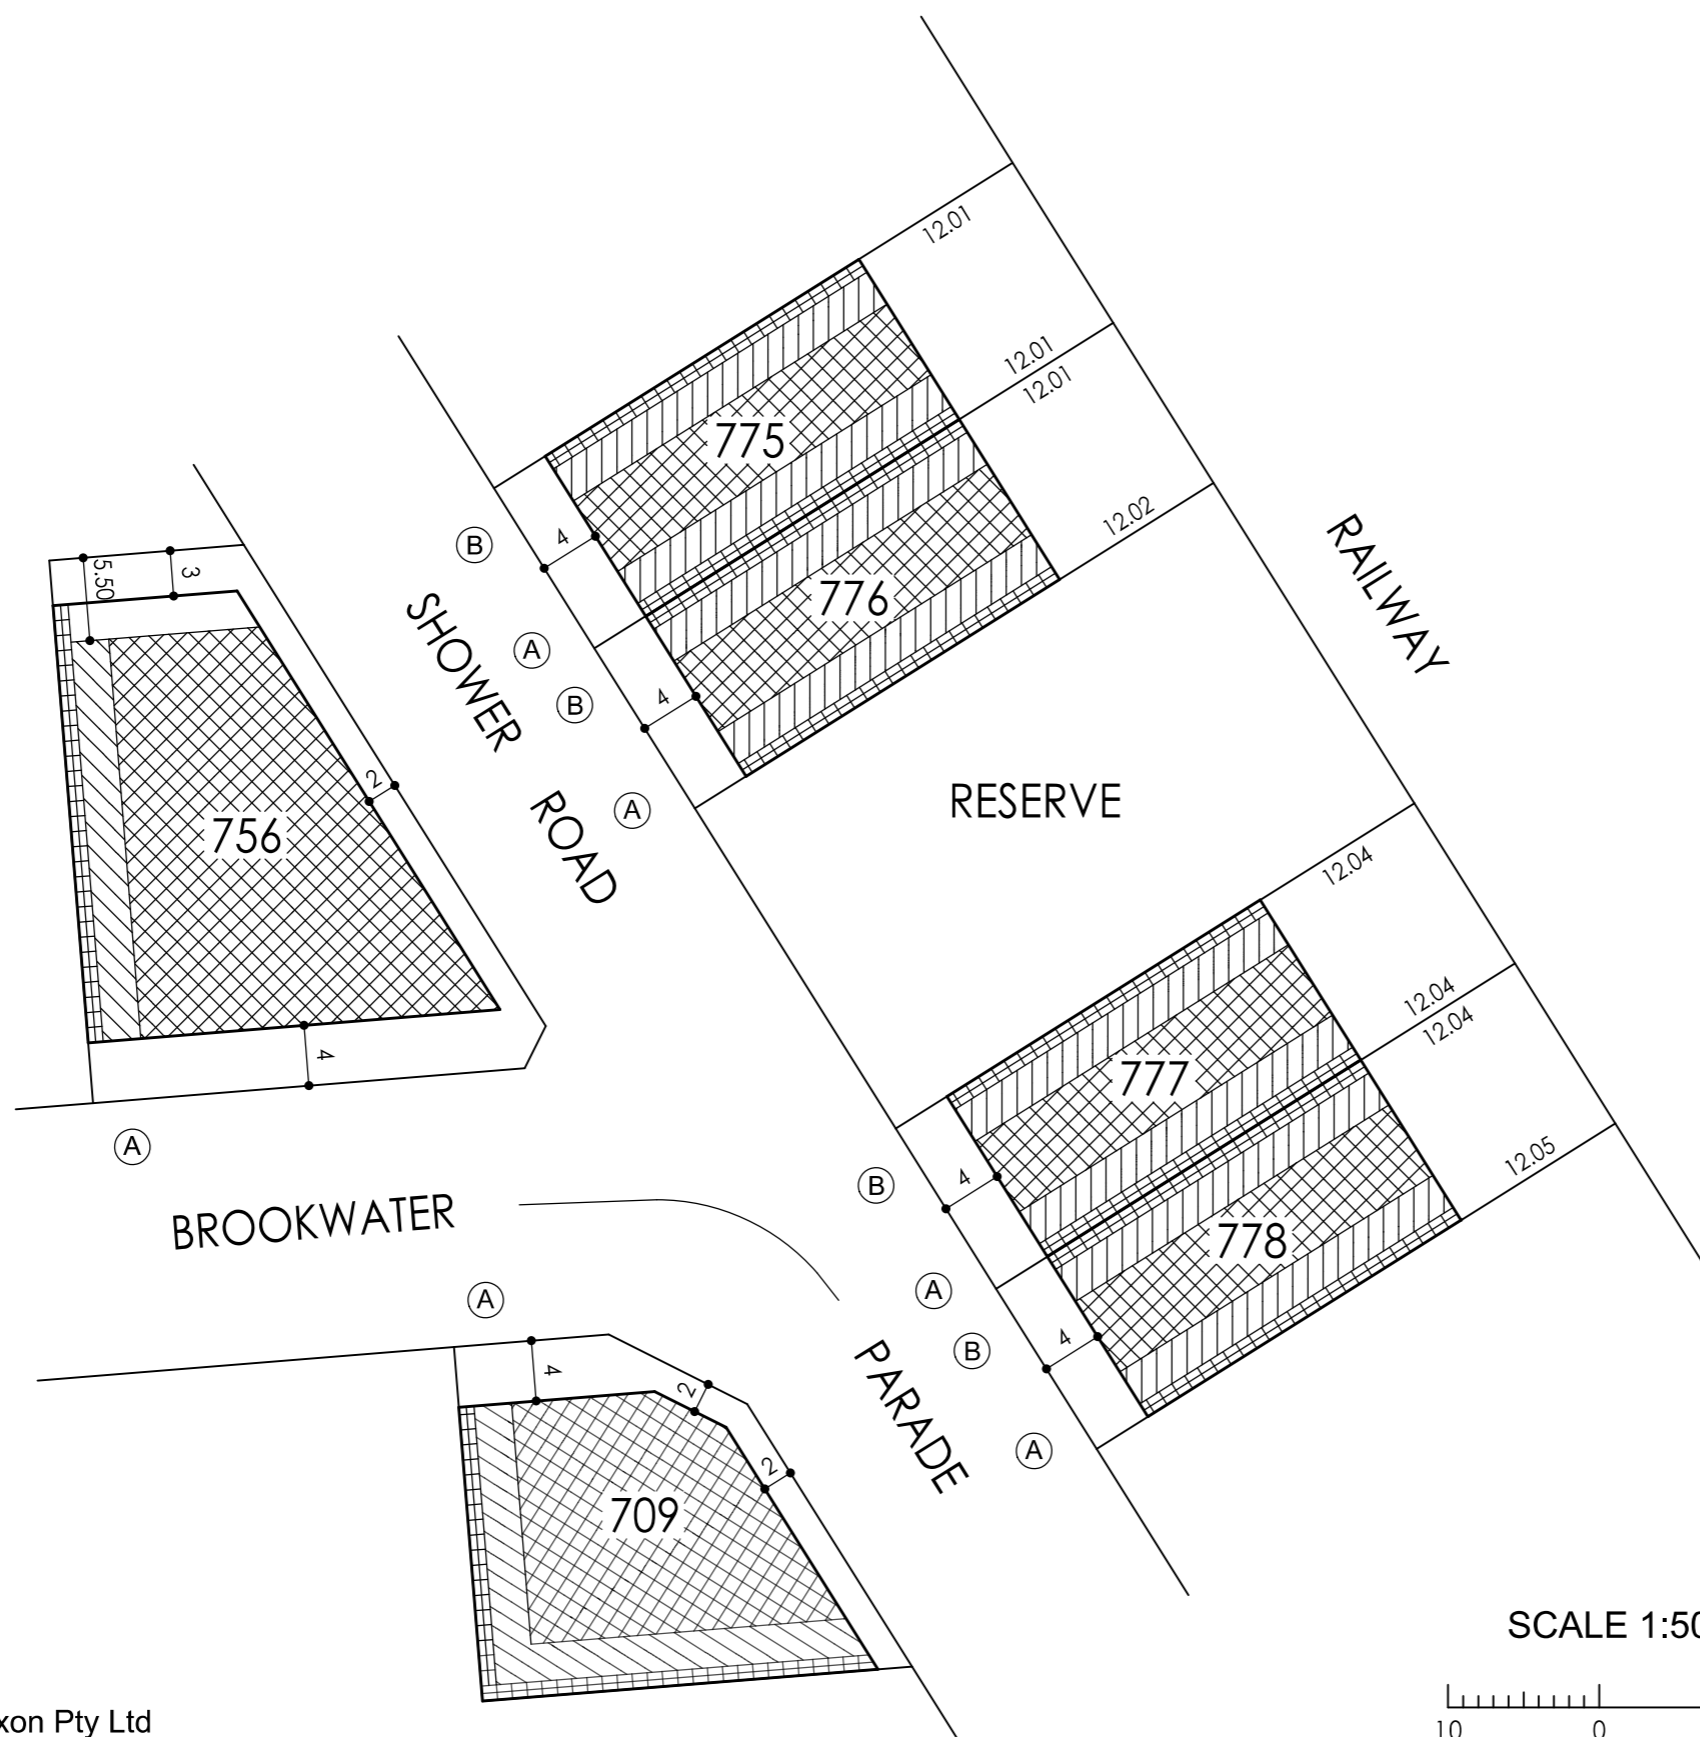 12.01
12.01
12.01
775
B
4
12.02
RAILWAY
5.50
3
SHOWER ROAD
776
A
B
4
2
756
A
RESERVE
12.04
4
12.04
12.04
777
A
B
4
12.05
BROOKWATER PARADE
778
A
A
B
4
4
2
2
A
709
SCALE 1:50
10 0
xon Pty Ltd